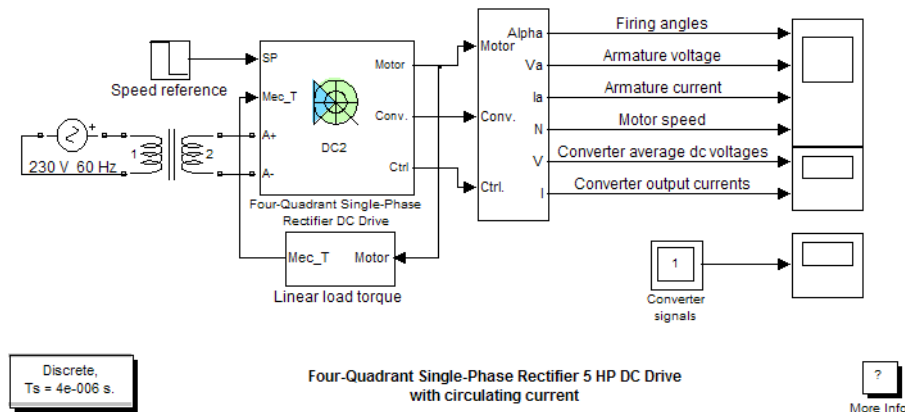 Speed reference
230 V 60 Hz
+
1
2
SP
Mec_T
A+
A-
Motor
Conv.
Ctrl
DC2
Four-Quadrant Single-Phase
Rectifier DC Drive
Mec_T
Motor
Linear load torque
Motor
Conv.
Ctrl.
Alpha
Va
Ia
N
V
I
Firing angles
Armature voltage
Armature current
Motor speed
Converter average dc voltages
Converter output currents
1
Converter
signals
Discrete,
Ts = 4e-006 s.
Four-Quadrant Single-Phase Rectifier 5 HP DC Drive
with circulating current
?
More Info